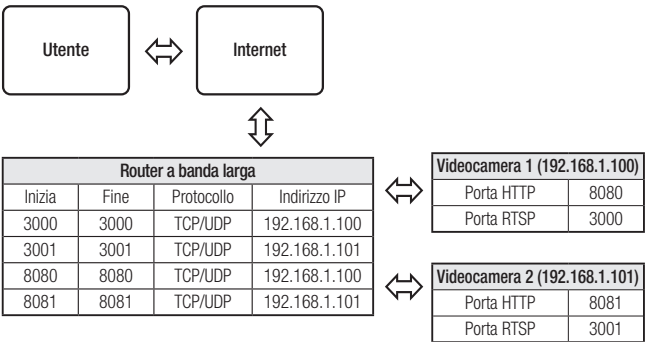 Utente
Internet
Router a banda larga
Inizia Fine Protocollo Indirizzo IP
3000 3000 TCP/UDP 192.168.1.100
3001 3001 TCP/UDP 192.168.1.101
8080 8080 TCP/UDP 192.168.1.100
8081 8081 TCP/UDP 192.168.1.101
Videocamera 1 (192.168.1.100)
Porta HTTP 8080
Porta RTSP 3000
Videocamera 2 (192.168.1.101)
Porta HTTP 8081
Porta RTSP 3001